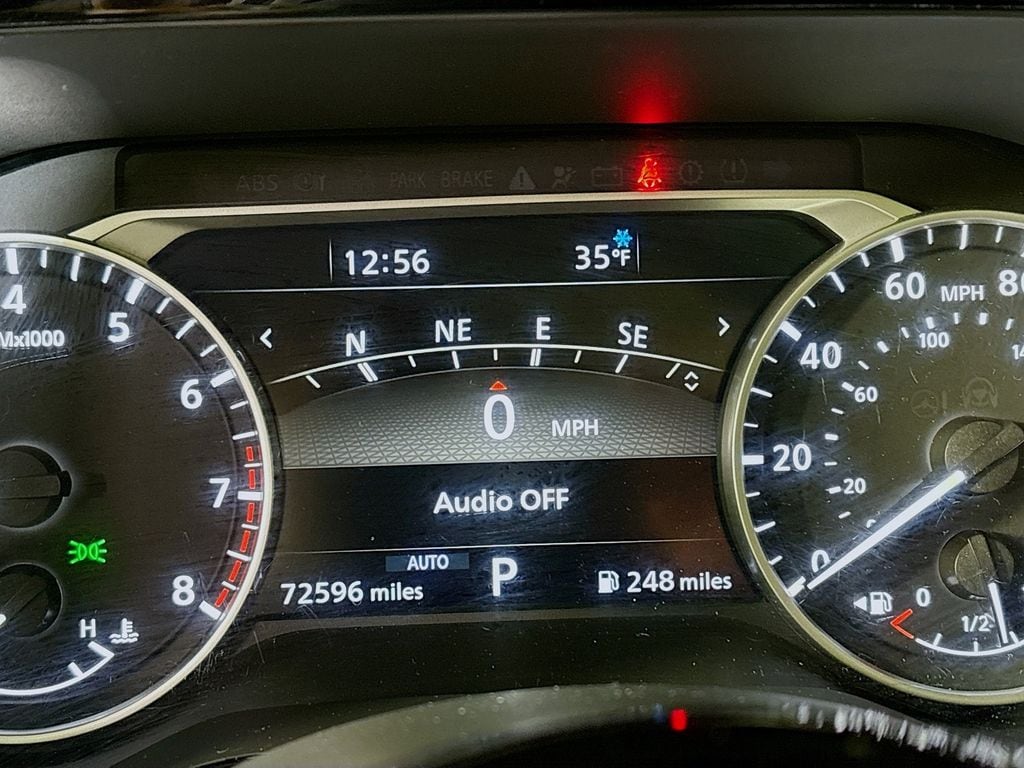 ABS PARK BRAKE
12:56 35°F
N NE E SE
0 MPH
Audio OFF
AUTO
72596 miles P 248 miles
4 5 6 7 8
x1000
H
0 20 40 60 80
MPH
20 60 100
0 1/2